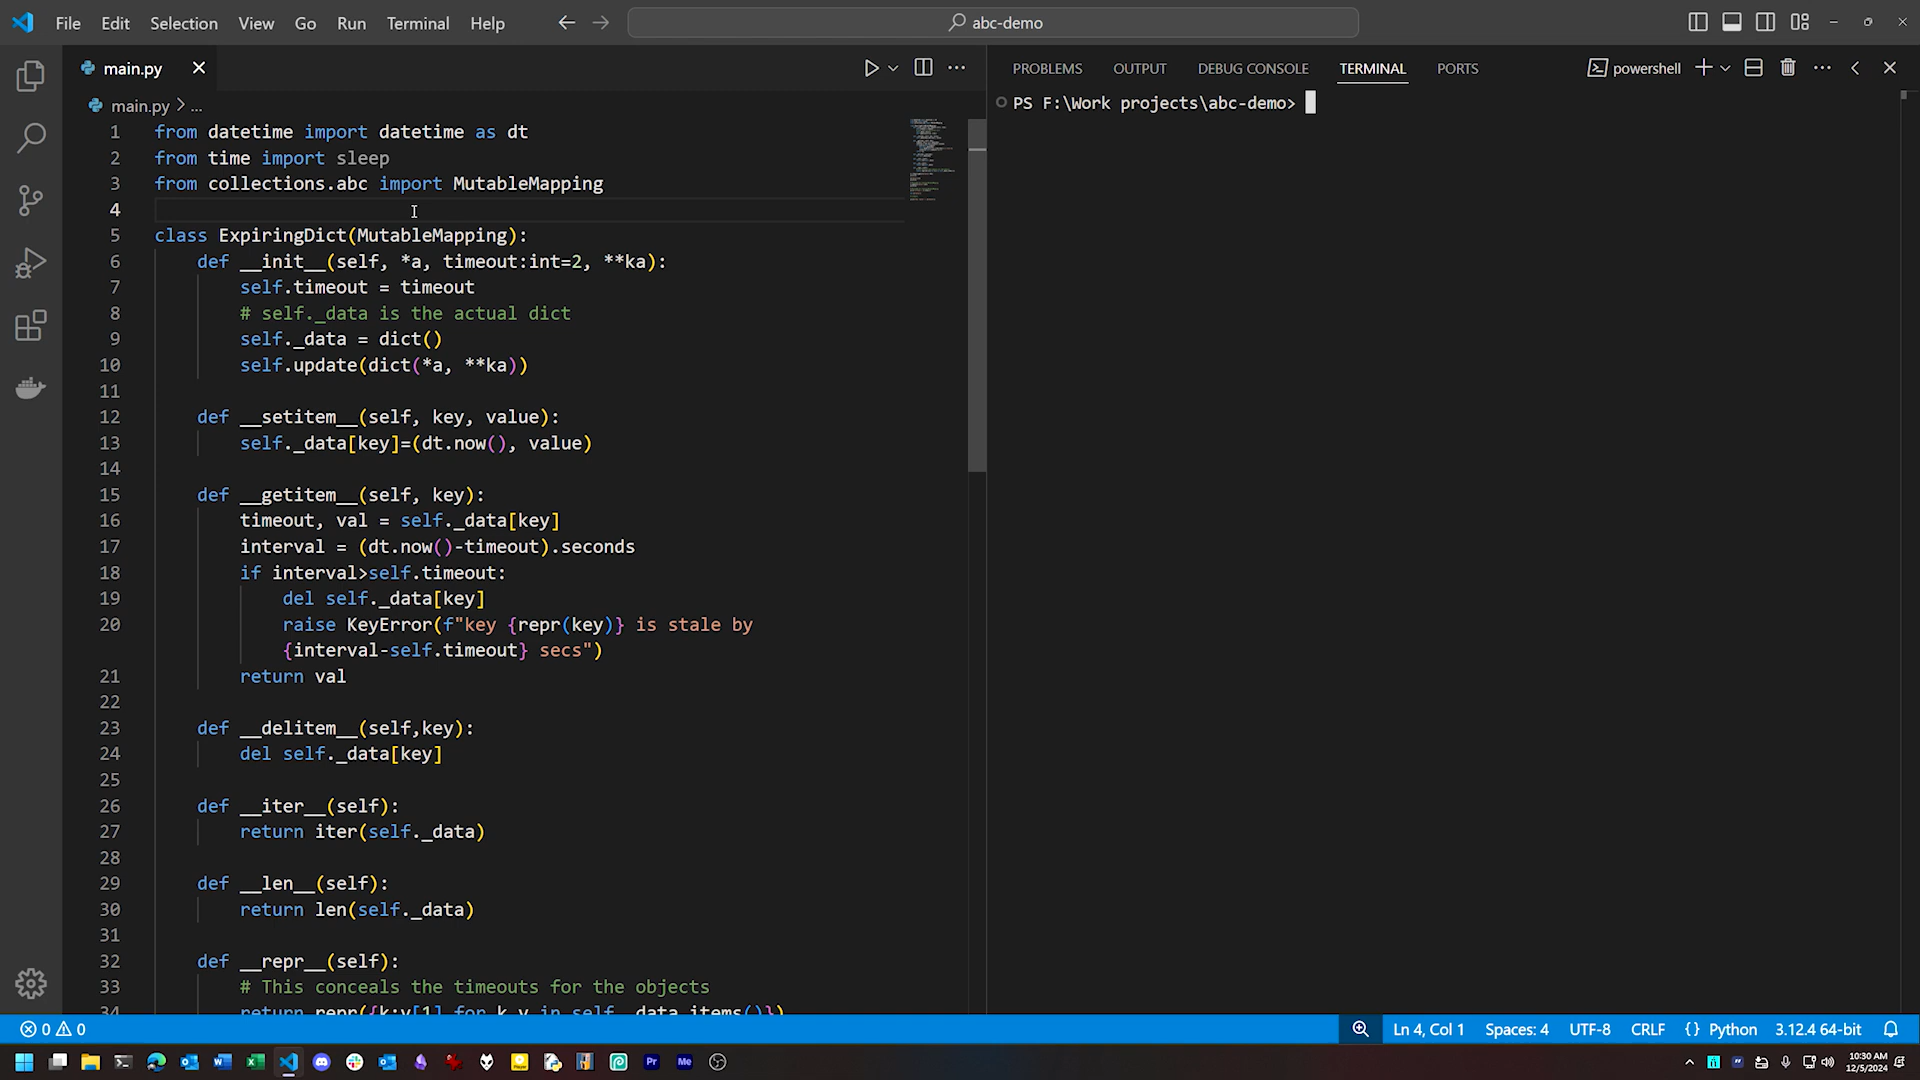 File Edit Selection View Go Run Terminal Help
abc-demo
main.py
PROBLEMS OUTPUT DEBUG CONSOLE TERMINAL PORTS
powershell
main.py > ...
PS F:\Work projects\abc-demo>
1 from datetime import datetime as dt
2 from time import sleep
3 from collections.abc import MutableMapping
4
5 class ExpiringDict(MutableMapping):
6 def __init__(self, *a, timeout:int=2, **ka):
7 self.timeout = timeout
8 # self._data is the actual dict
9 self._data = dict()
10 self.update(dict(*a, **ka))
11
12 def __setitem__(self, key, value):
13 self._data[key]=(dt.now(), value)
14
15 def __getitem__(self, key):
16 timeout, val = self._data[key]
17 interval = (dt.now()-timeout).seconds
18 if interval>self.timeout:
19 del self._data[key]
20 raise KeyError(f"key {repr(key)} is stale by
{interval-self.timeout} secs")
21 return val
22
23 def __delitem__(self,key):
24 del self._data[key]
25
26 def __iter__(self):
27 return iter(self._data)
28
29 def __len__(self):
30 return len(self._data)
31
32 def __repr__(self):
33 # This conceals the timeouts for the objects
34 return repr({k:v[1] for k,v in self._data.items()})
0 0
Ln 4, Col 1 Spaces: 4 UTF-8 CRLF {} Python 3.12.4 64-bit
10:30 AM
12/5/2024